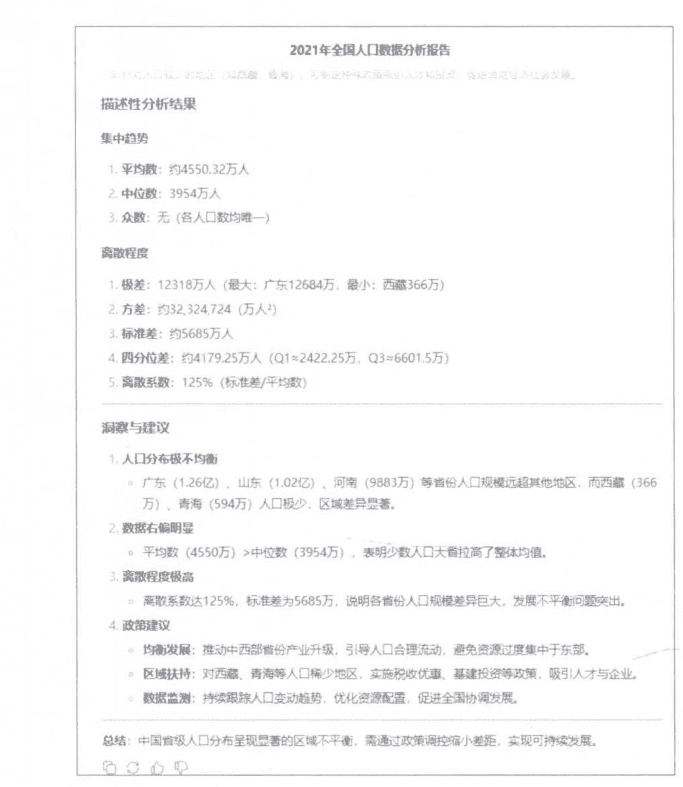 2021年全国人口数据分析报告
描述性分析结果
集中趋势
1. 平均数：约4550.32万人
2. 中位数：3954万人
3. 众数：无（各人口数均唯一）
离散程度
1. 极差：12318万人（最大：广东12684万，最小：西藏366万）
2. 方差：约32,324,724（万人²）
3. 标准差：约5685万人
4. 四分位差：约4179.25万人（Q1≈2422.25万，Q3≈6601.5万）
5. 离散系数：125%（标准差/平均数）
洞察与建议
1. 人口分布极不均衡
广东（1.26亿）、山东（1.02亿）、河南（9883万）等省份人口规模远超其他地区，而西藏（366
万）、青海（594万）人口极少，区域差异显著。
2. 数据右偏明显
平均数（4550万）>中位数（3954万），表明少数人口大省拉高了整体均值。
3. 离散程度极高
离散系数达125%，标准差为5685万，说明各省份人口规模差异巨大，发展不平衡问题突出。
4. 政策建议
均衡发展：推动中西部省份产业升级，引导人口合理流动，避免资源过度集中于东部。
区域扶持：对西藏、青海等人口稀少地区，实施税收优惠、基建投资等政策，吸引人才与企业。
数据监测：持续跟踪人口变动趋势，优化资源配置，促进全国协调发展。
总结：中国省级人口分布呈现显著的区域不平衡，需通过政策调控缩小差距，实现可持续发展。